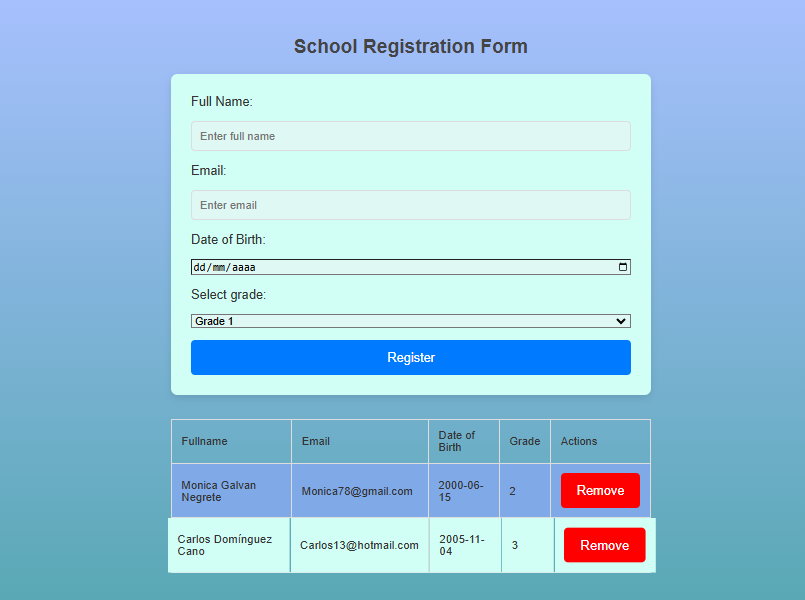 School Registration Form
Full Name:
Enter full name
Email:
Enter email
Date of Birth:
dd/mm/aaaa
Select grade:
Grade 1
Register
Fullname Email Date of Birth Grade Actions
Monica Galvan Negrete Monica78@gmail.com 2000-06-15 2 Remove
Carlos Domínguez Cano Carlos13@hotmail.com 2005-11-04 3 Remove